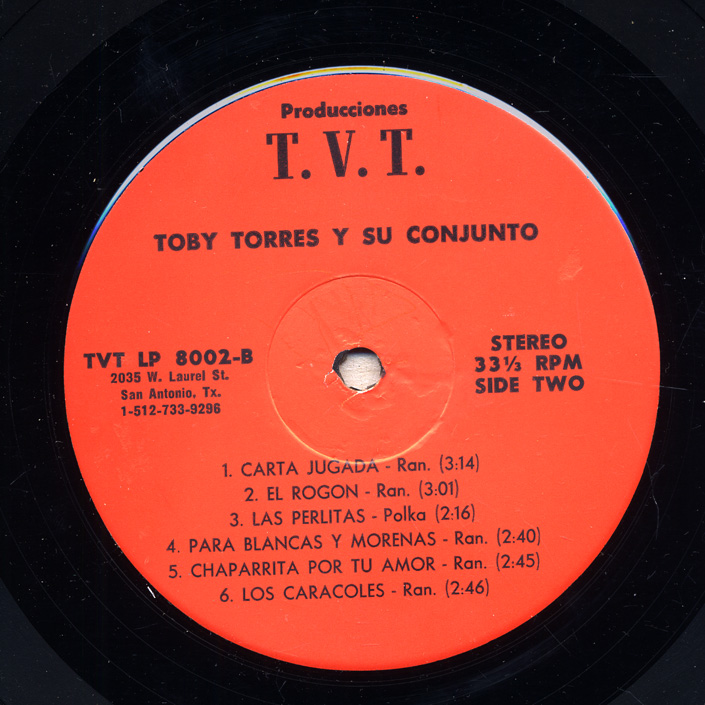 Producciones
T.V.T.
TOBY TORRES Y SU CONJUNTO
TVT LP 8002-B
2035 W. Laurel St.
San Antonio, Tx.
1-512-733-9296
STEREO
33⅓ RPM
SIDE TWO
1. CARTA JUGADA - Ran. (3:14)
2. EL ROGON - Ran. (3:01)
3. LAS PERLITAS - Polka (2:16)
4. PARA BLANCAS Y MORENAS - Ran. (2:40)
5. CHAPARRITA POR TU AMOR - Ran. (2:45)
6. LOS CARACOLES - Ran. (2:46)